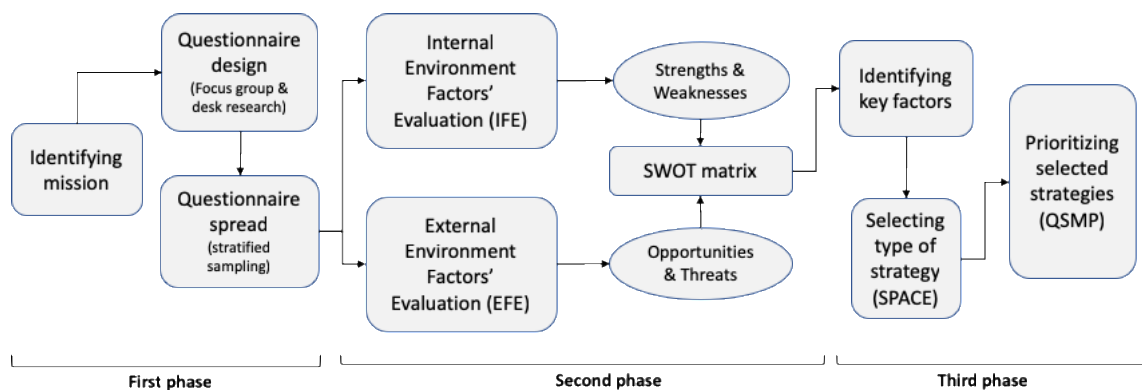 Identifying
mission
Questionnaire
design
(Focus group &
desk research)
Questionnaire
spread
(stratified
sampling)
Internal
Environment
Factors'
Evaluation (IFE)
External
Environment
Factors'
Evaluation (EFE)
Strengths &
Weaknesses
SWOT matrix
Opportunities
& Threats
Identifying
key factors
Selecting
type of
strategy
(SPACE)
Prioritizing
selected
strategies
(QSMP)
First phase
Second phase
Third phase